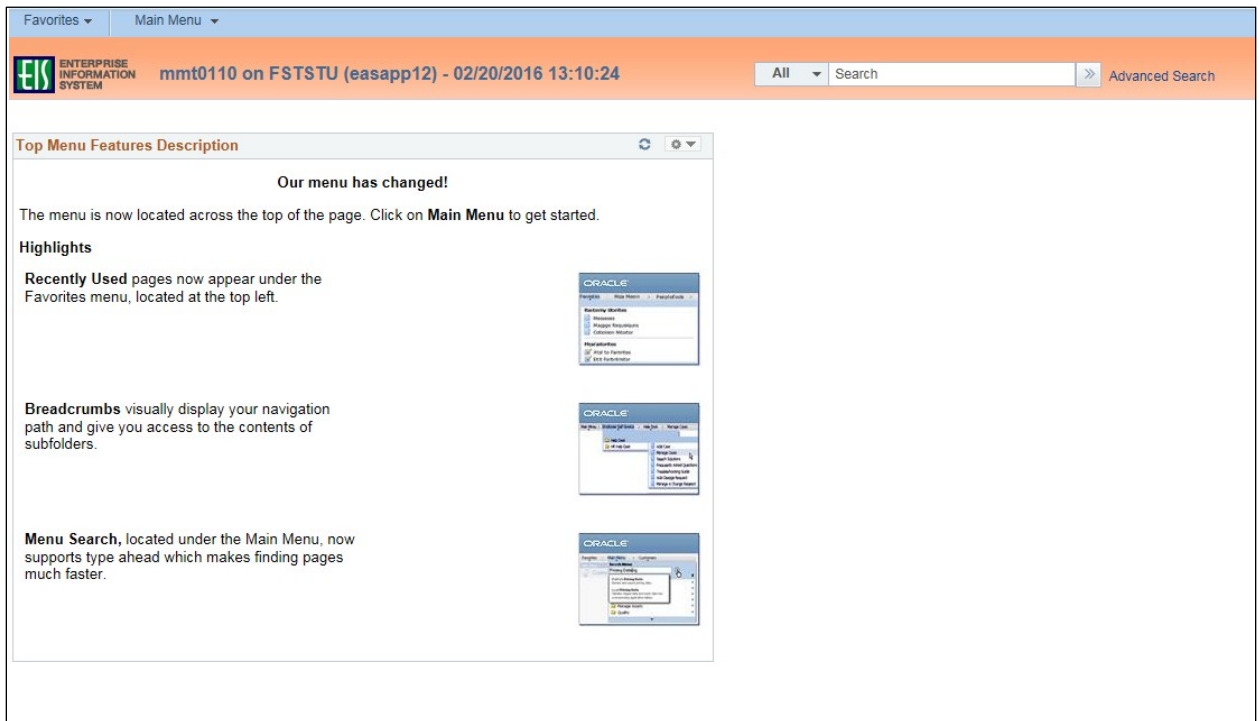 Favorites Main Menu
EIS ENTERPRISE
INFORMATION
SYSTEM
mmt0110 on FSTSTU (easapp12) - 02/20/2016 13:10:24
All Search » Advanced Search
Top Menu Features Description
Our menu has changed!
The menu is now located across the top of the page. Click on Main Menu to get started.
Highlights
Recently Used pages now appear under the
Favorites menu, located at the top left.
ORACLE
Breadcrumbs visually display your navigation
path and give you access to the contents of
subfolders.
ORACLE
Menu Search, located under the Main Menu, now
supports type ahead which makes finding pages
much faster.
ORACLE